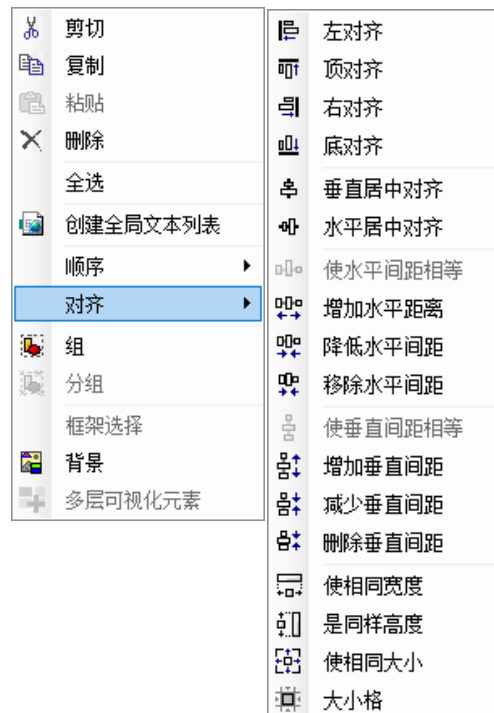 剪切
复制
粘贴
删除
全选
创建全局文本列表
顺序
对齐
组
分组
框架选择
背景
多层可视化元素
左对齐
顶对齐
右对齐
底对齐
垂直居中对齐
水平居中对齐
使水平间距相等
增加水平距离
降低水平间距
移除水平间距
使垂直间距相等
增加垂直间距
减少垂直间距
删除垂直间距
使相同宽度
是同样高度
使相同大小
大小格